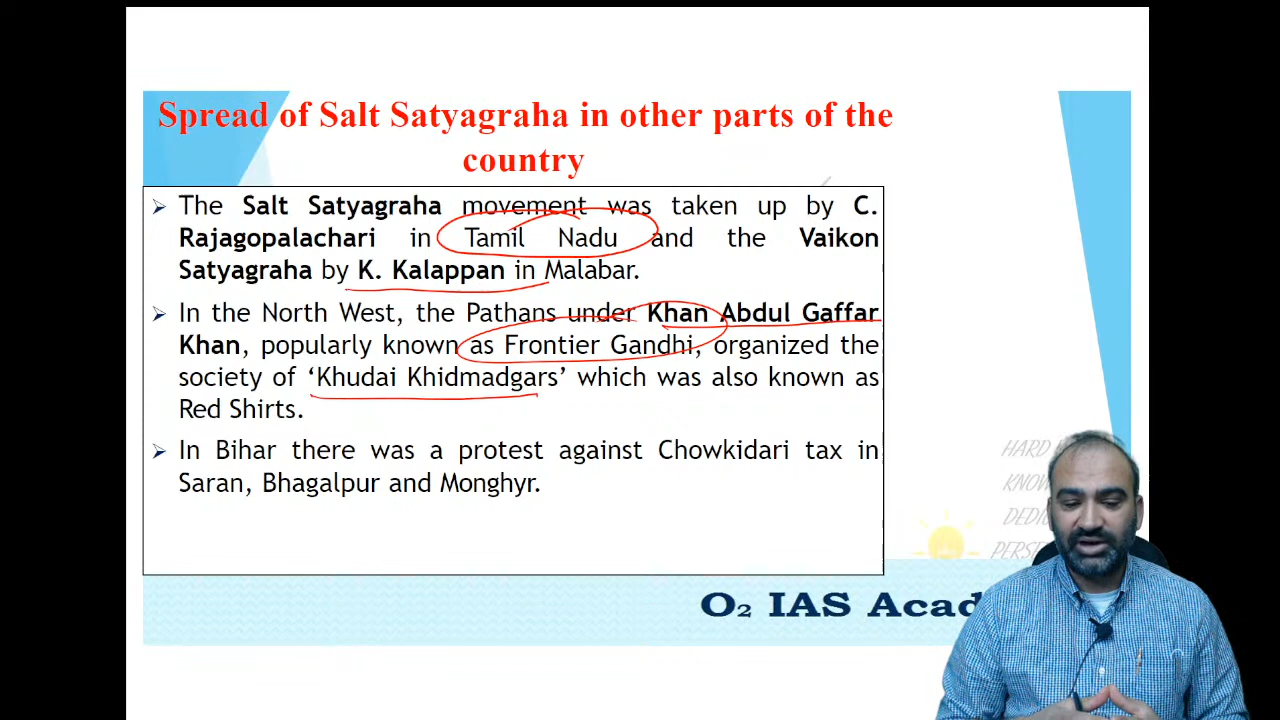 Spread of Salt Satyagraha in other parts of the
country
➢ The Salt Satyagraha movement was taken up by C.
Rajagopalachari in Tamil Nadu and the Vaikon
Satyagraha by K. Kalappan in Malabar.
➢ In the North West, the Pathans under Khan Abdul Gaffar
Khan, popularly known as Frontier Gandhi, organized the
society of ‘Khudai Khidmadgars’ which was also known as
Red Shirts.
➢ In Bihar there was a protest against Chowkidari tax in
Saran, Bhagalpur and Monghyr.
HARD
O₂ IAS